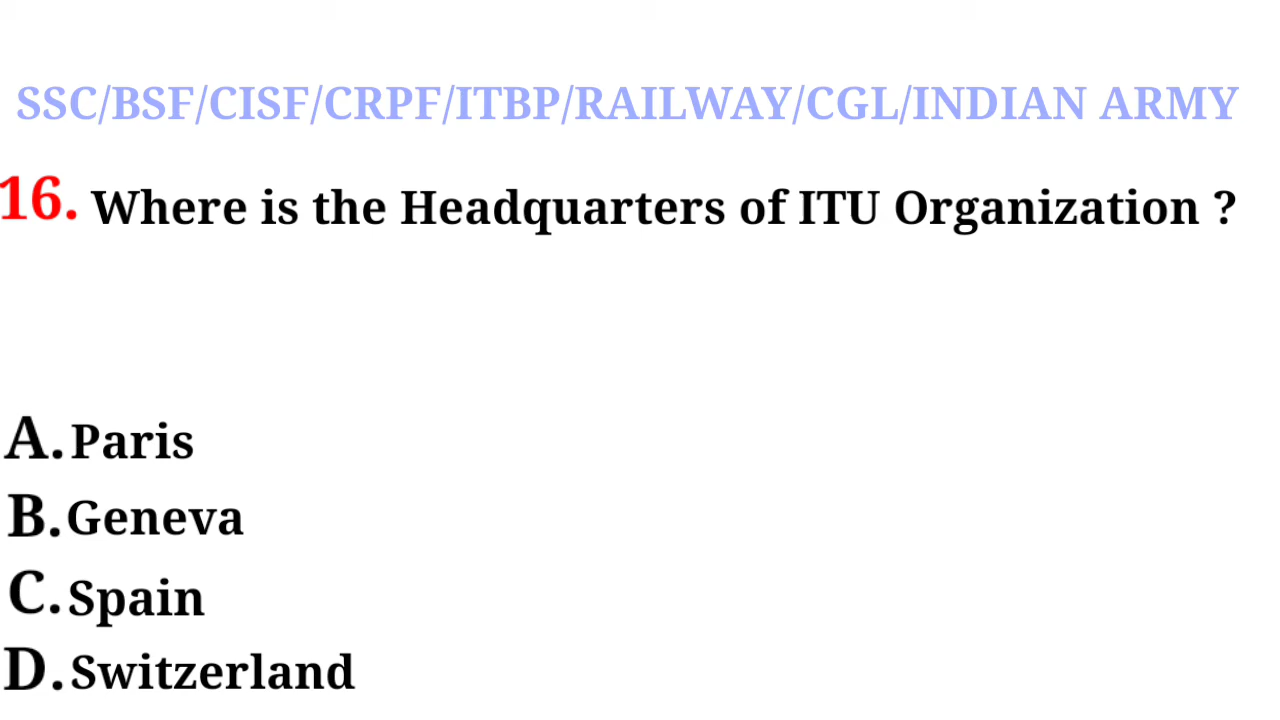 SSC/BSF/CISF/CRPF/ITBP/RAILWAY/CGL/INDIAN ARMY
16. Where is the Headquarters of ITU Organization ?
A. Paris
B. Geneva
C. Spain
D. Switzerland